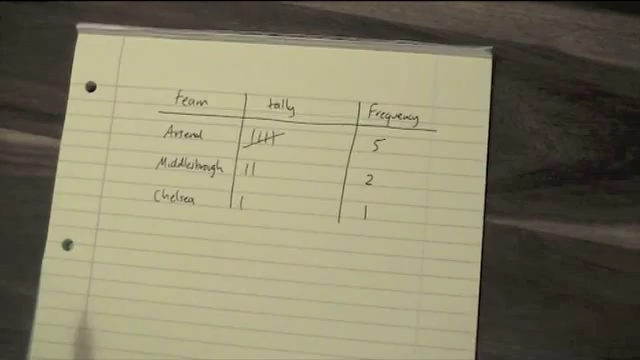 Team tally Frequency
Arsenal 𝍸 5
Middlesbrough || 2
Chelsea | 1